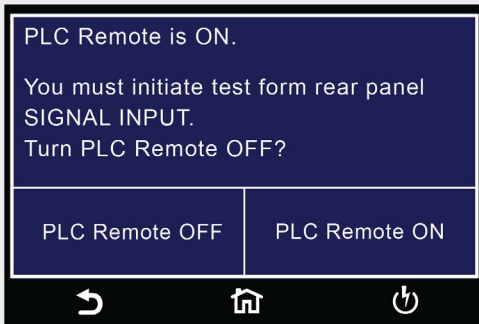 PLC Remote is ON.
You must initiate test form rear panel
SIGNAL INPUT.
Turn PLC Remote OFF?
PLC Remote OFF
PLC Remote ON